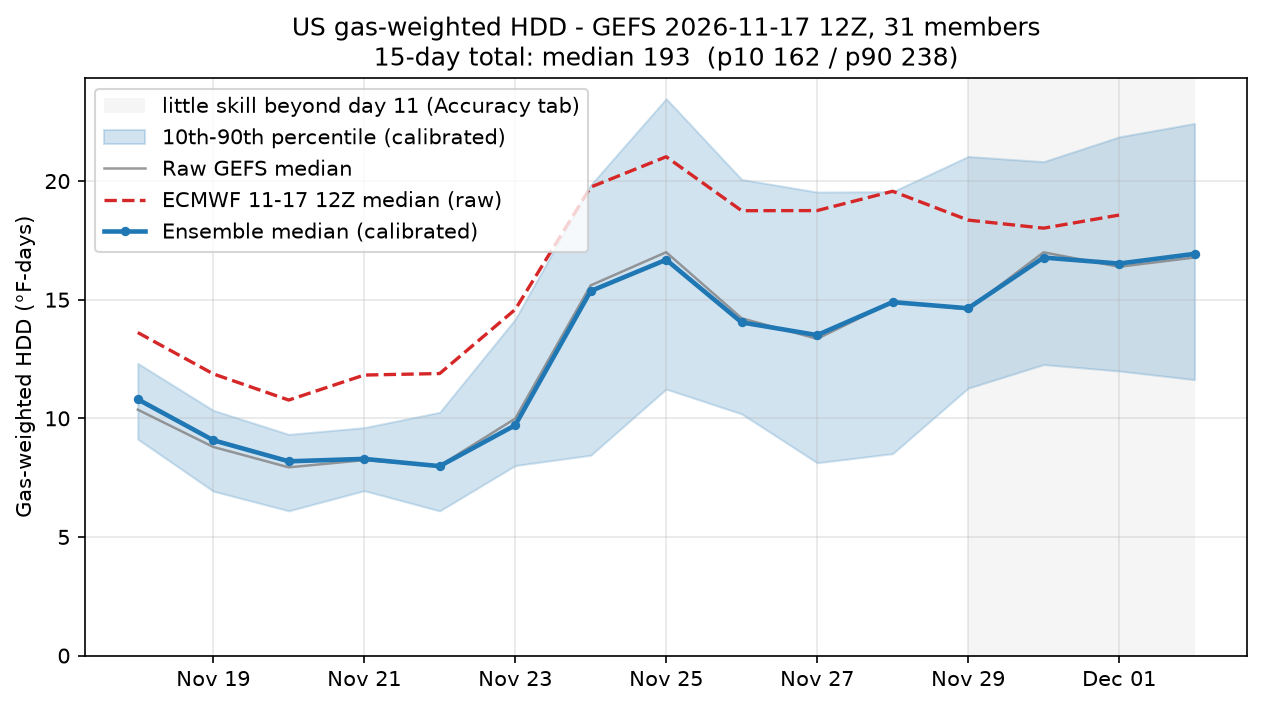 US gas-weighted HDD - GEFS 2026-11-17 12Z, 31 members
15-day total: median 193  (p10 162 / p90 238)
little skill beyond day 11 (Accuracy tab)
10th-90th percentile (calibrated)
Raw GEFS median
ECMWF 11-17 12Z median (raw)
Ensemble median (calibrated)
Gas-weighted HDD (°F-days)
20
15
10
5
0
Nov 19
Nov 21
Nov 23
Nov 25
Nov 27
Nov 29
Dec 01